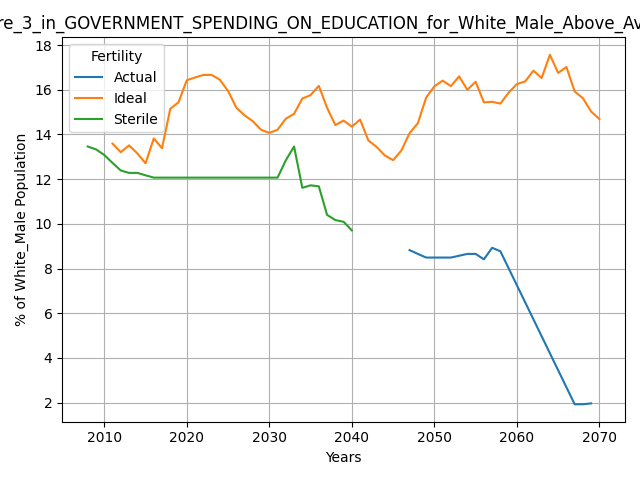 re_3_in_GOVERNMENT_SPENDING_ON_EDUCATION_for_White_Male_Above_Av
Fertility
Actual
Ideal
Sterile
% of White_Male Population
18
16
14
12
10
8
6
4
2
2010 2020 2030 2040 2050 2060 2070
Years